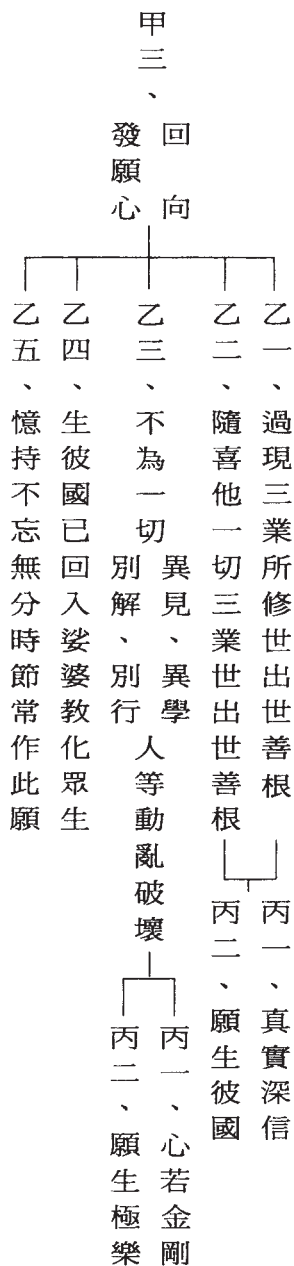 甲三、回向發願心
乙一、過現三業所修世出世善根
乙二、隨喜他一切三業世出世善根
丙一、真實深信
丙二、願生彼國
乙三、不為一切異見、異學別解、別行人等動亂破壞
丙一、心若金剛
丙二、願生極樂
乙四、生彼國已回入娑婆教化眾生
乙五、憶持不忘無分時節常作此願